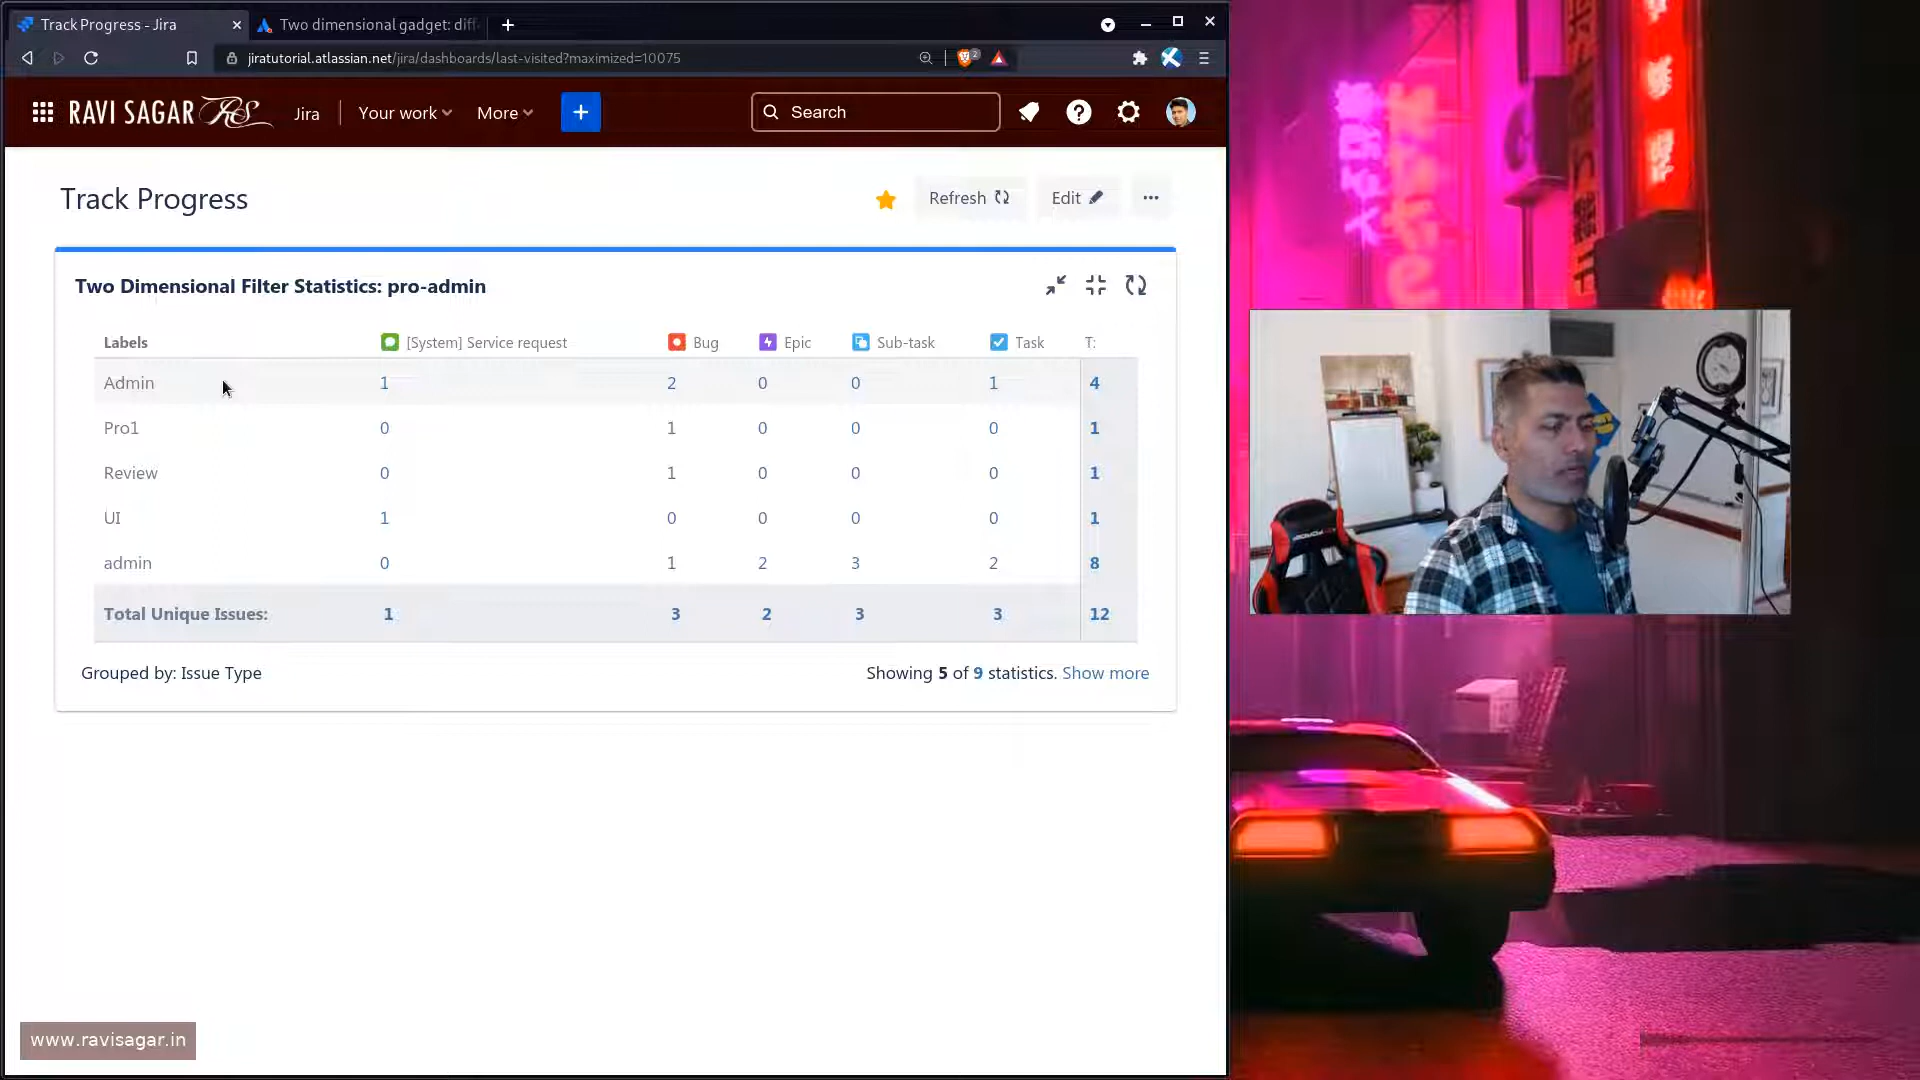 Track Progress - Jira
Two dimensional gadget: diff
jiratutorial.atlassian.net/jira/dashboards/last-visited?maximized=10075
2
RAVI SAGAR RS
Jira
Your work
More
+
Search
Track Progress
Refresh
Edit
Two Dimensional Filter Statistics: pro-admin
Labels [System] Service request Bug Epic Sub-task Task T:
Admin 1 2 0 0 1 4
Pro1 0 1 0 0 0 1
Review 0 1 0 0 0 1
UI 1 0 0 0 0 1
admin 0 1 2 3 2 8
Total Unique Issues: 1 3 2 3 3 12
Grouped by: Issue Type
Showing 5 of 9 statistics. Show more
www.ravisagar.in